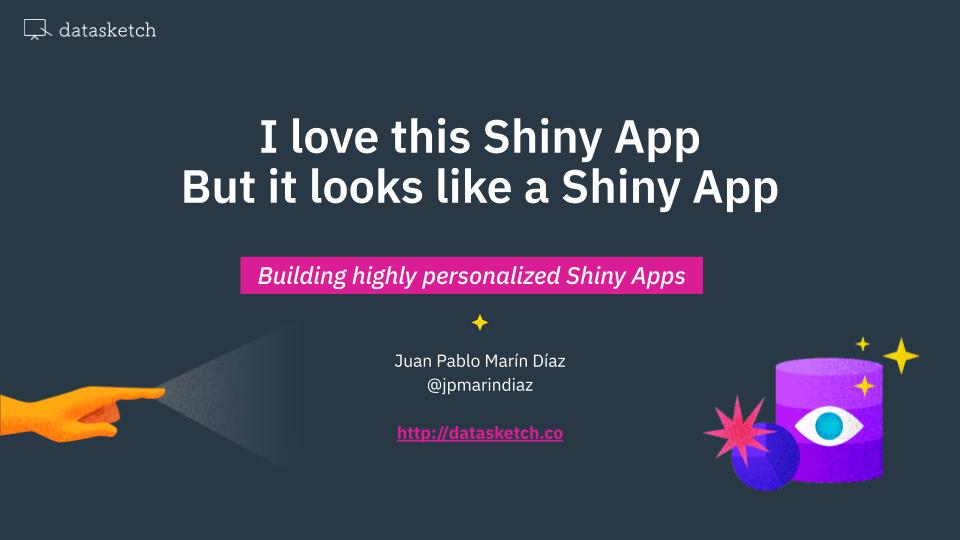 datasketch
I love this Shiny App
But it looks like a Shiny App
Building highly personalized Shiny Apps
Juan Pablo Marín Díaz
@jpmarindiaz
http://datasketch.co